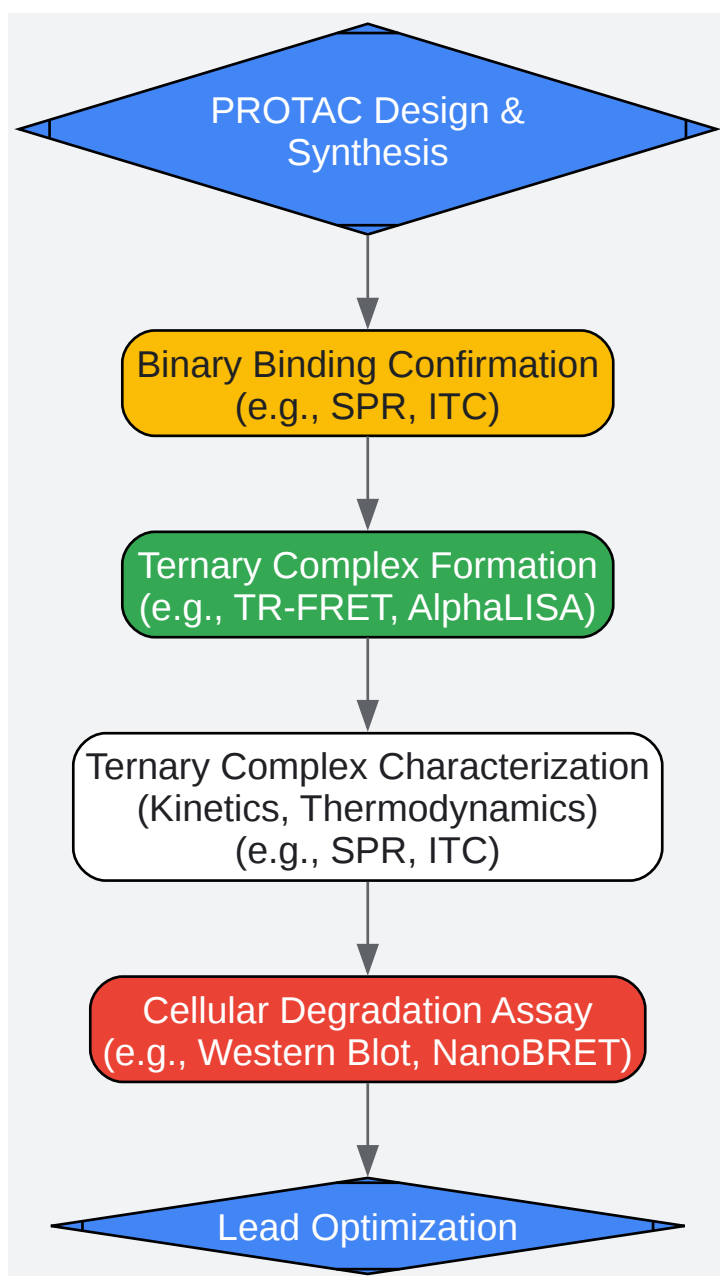 PROTAC Design &
Synthesis
Binary Binding Confirmation
(e.g., SPR, ITC)
Ternary Complex Formation
(e.g., TR-FRET, AlphaLISA)
Ternary Complex Characterization
(Kinetics, Thermodynamics)
(e.g., SPR, ITC)
Cellular Degradation Assay
(e.g., Western Blot, NanoBRET)
Lead Optimization